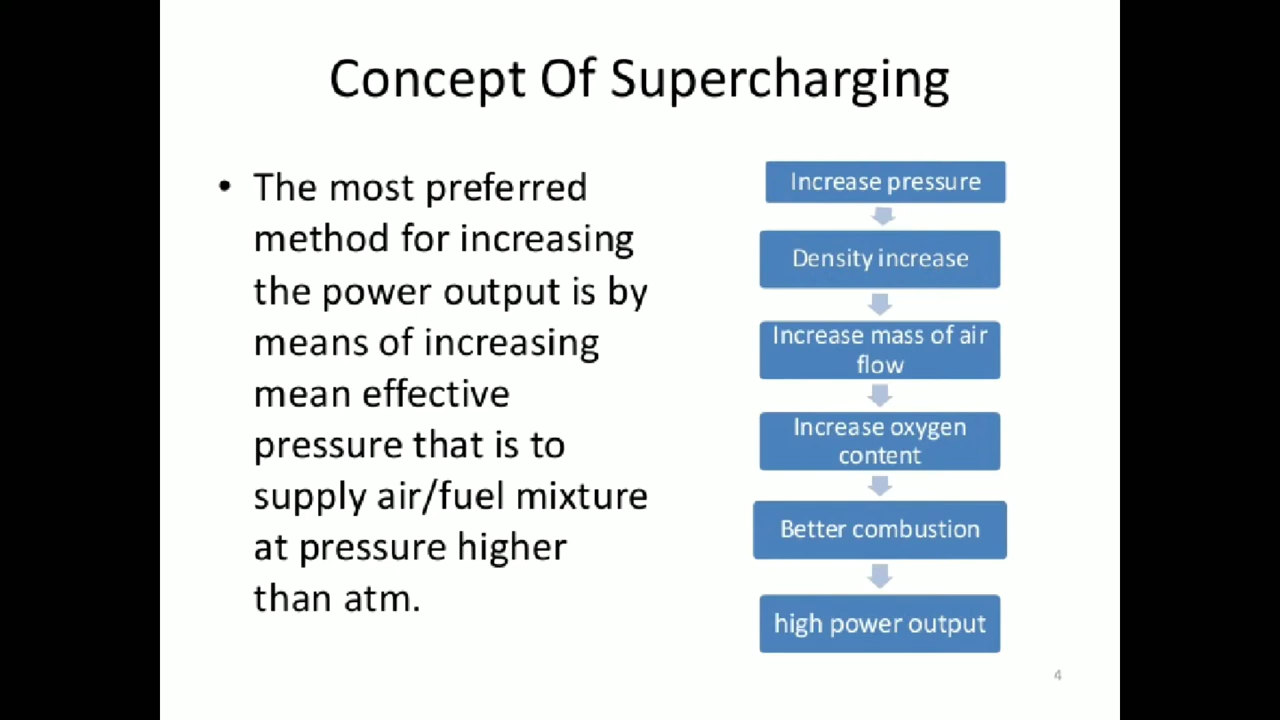 Concept Of Supercharging
• The most preferred
method for increasing
the power output is by
means of increasing
mean effective
pressure that is to
supply air/fuel mixture
at pressure higher
than atm.
Increase pressure
Density increase
Increase mass of air
flow
Increase oxygen
content
Better combustion
high power output
4